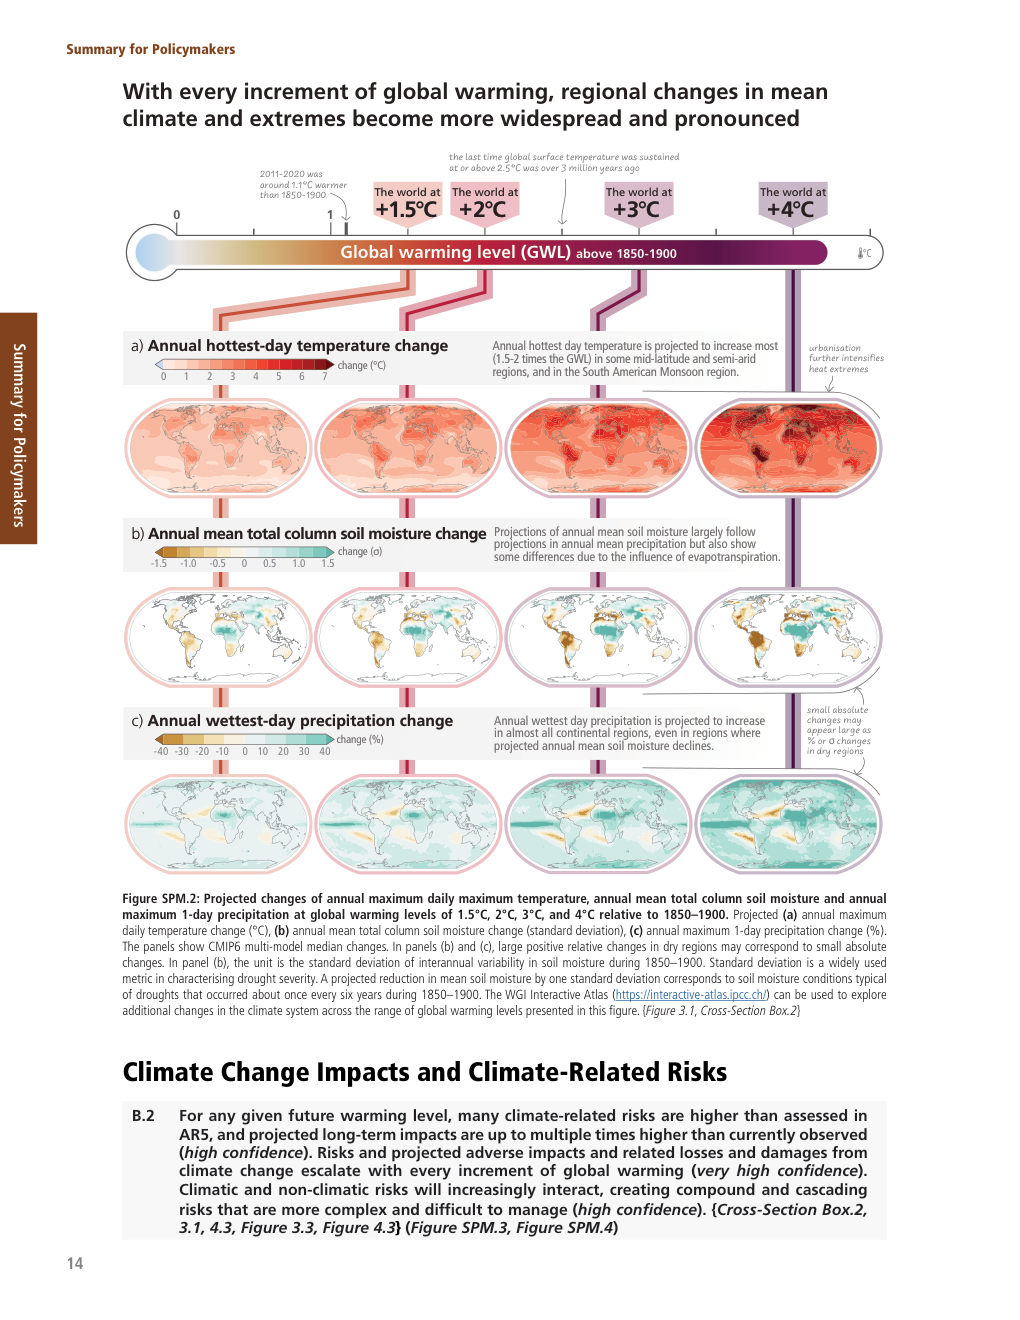 Summary for Policymakers
With every increment of global warming, regional changes in mean
climate and extremes become more widespread and pronounced
the last time global surface temperature was sustained
at or above 2.5°C was over 3 million years ago
2011-2020 was
around 1.1°C warmer
than 1850-1900
The world at
+1.5°C
The world at
+2°C
The world at
+3°C
The world at
+4°C
0
1
Global warming level (GWL) above 1850-1900
°C
a) Annual hottest-day temperature change
change (°C)
0 1 2 3 4 5 6 7
Annual hottest day temperature is projected to increase most
(1.5-2 times the GWL) in some mid-latitude and semi-arid
regions, and in the South American Monsoon region.
urbanisation
further intensifies
heat extremes
Summary for Policymakers
b) Annual mean total column soil moisture change
change (σ)
-1.5 -1.0 -0.5 0 0.5 1.0 1.5
Projections of annual mean soil moisture largely follow
projections in annual mean precipitation but also show
some differences due to the influence of evapotranspiration.
c) Annual wettest-day precipitation change
change (%)
-40 -30 -20 -10 0 10 20 30 40
Annual wettest day precipitation is projected to increase
in almost all continental regions, even in regions where
projected annual mean soil moisture declines.
small absolute
changes may
appear large as
% or σ changes
in dry regions
Figure SPM.2: Projected changes of annual maximum daily maximum temperature, annual mean total column soil moisture and annual
maximum 1-day precipitation at global warming levels of 1.5°C, 2°C, 3°C, and 4°C relative to 1850–1900. Projected (a) annual maximum
daily temperature change (°C), (b) annual mean total column soil moisture change (standard deviation), (c) annual maximum 1-day precipitation change (%).
The panels show CMIP6 multi-model median changes. In panels (b) and (c), large positive relative changes in dry regions may correspond to small absolute
changes. In panel (b), the unit is the standard deviation of interannual variability in soil moisture during 1850–1900. Standard deviation is a widely used
metric in characterising drought severity. A projected reduction in mean soil moisture by one standard deviation corresponds to soil moisture conditions typical
of droughts that occurred about once every six years during 1850–1900. The WGI Interactive Atlas (https://interactive-atlas.ipcc.ch/) can be used to explore
additional changes in the climate system across the range of global warming levels presented in this figure. {Figure 3.1, Cross-Section Box.2}
Climate Change Impacts and Climate-Related Risks
B.2 For any given future warming level, many climate-related risks are higher than assessed in
AR5, and projected long-term impacts are up to multiple times higher than currently observed
(high confidence). Risks and projected adverse impacts and related losses and damages from
climate change escalate with every increment of global warming (very high confidence).
Climatic and non-climatic risks will increasingly interact, creating compound and cascading
risks that are more complex and difficult to manage (high confidence). {Cross-Section Box.2,
3.1, 4.3, Figure 3.3, Figure 4.3} (Figure SPM.3, Figure SPM.4)
14